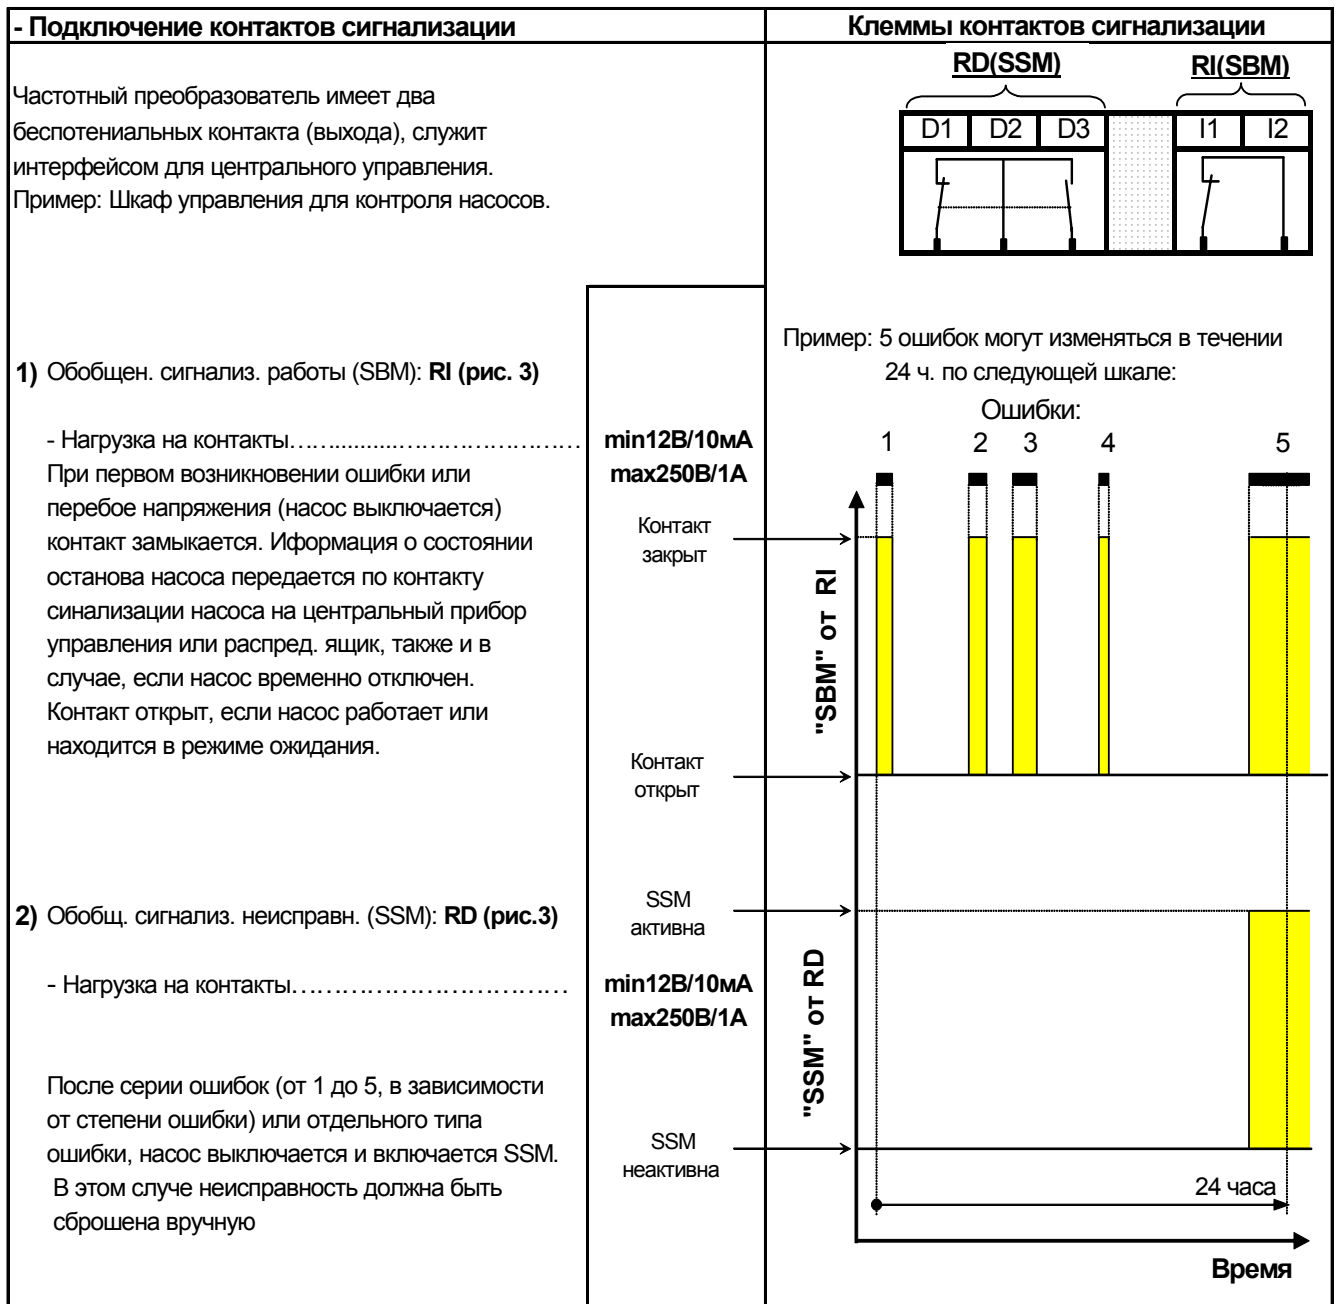 - Подключение контактов сигнализации
Клеммы контактов сигнализации
Частотный преобразователь имеет два
беспотениальных контакта (выхода), служит
интерфейсом для центрального управления.
Пример: Шкаф управления для контроля насосов.
RD(SSM)
RI(SBM)
D1 D2 D3 I1 I2
1) Обобщен. сигнализ. работы (SBM): RI (рис. 3)
- Нагрузка на контакты…….............…………………………
min12В/10мА
max250В/1А
При первом возникновении ошибки или
перебое напряжения (насос выключается)
контакт замыкается. Иформация о состоянии
останова насоса передается по контакту
синализации насоса на центральный прибор
управления или распред. ящик, также и в
случае, если насос временно отключен.
Контакт открыт, если насос работает или
находится в режиме ожидания.
2) Обобщ. сигнализ. неисправн. (SSM): RD (рис.3)
- Нагрузка на контакты……………………………………
min12В/10мА
max250В/1А
После серии ошибок (от 1 до 5, в зависимости
от степени ошибки) или отдельного типа
ошибки, насос выключается и включается SSM.
В этом случе неисправность должна быть
сброшена вручную
Пример: 5 ошибок могут изменяться в течении
24 ч. по следующей шкале:
Ошибки:
1 2 3 4 5
Контакт
закрыт
"SBM" от RI
Контакт
открыт
SSM
активна
"SSM" от RD
SSM
неактивна
24 часа
Время